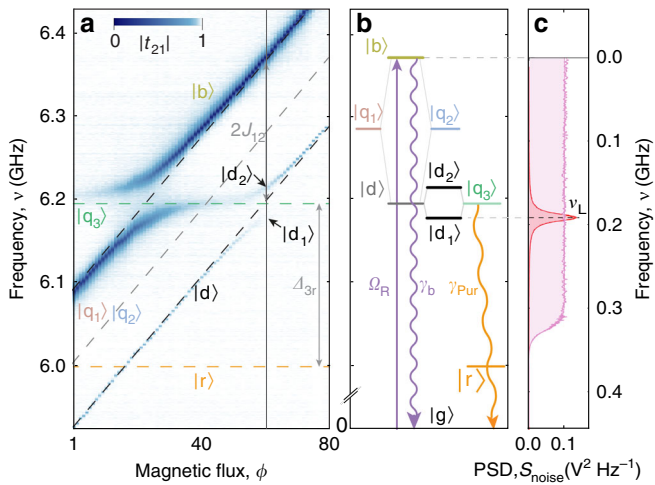 a
0 |t21| 1
|b⟩
2J12
|d2⟩
|q3⟩
|d1⟩
|d⟩
Δ3r
|q1⟩ |q2⟩
|r⟩
6.4
6.3
6.2
6.1
6.0
Frequency, ν (GHz)
1 40 80
Magnetic flux, ϕ
b
|b⟩
|q1⟩ |q2⟩
|d2⟩
|d⟩ |q3⟩
|d1⟩
ΩR γb γPur
|r⟩
|g⟩
0
c
νL
0.0
0.1
0.2
0.3
0.4
Frequency, ν (GHz)
0.0 0.1
PSD, Snoise(V² Hz⁻¹)